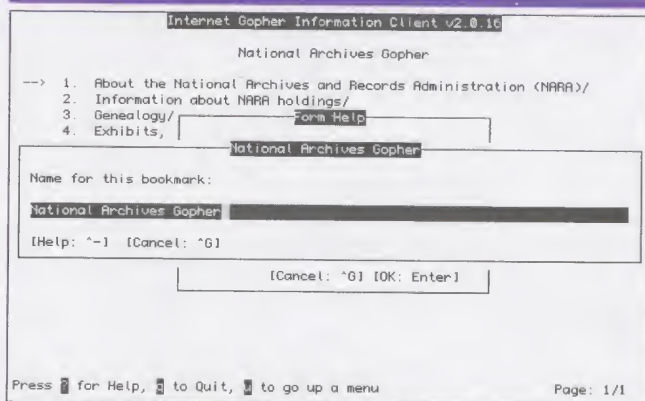 Internet Gopher Information Client v2.0.16
National Archives Gopher
--> 1. About the National Archives and Records Administration (NARA)/
2. Information about NARA holdings/
3. Genealogy/
Form Help
4. Exhibits,
National Archives Gopher
Name for this bookmark:
National Archives Gopher
[Help: ^-] [Cancel: ^G]
[Cancel: ^G] [OK: Enter]
Press ? for Help, q to Quit, u to go up a menu
Page: 1/1